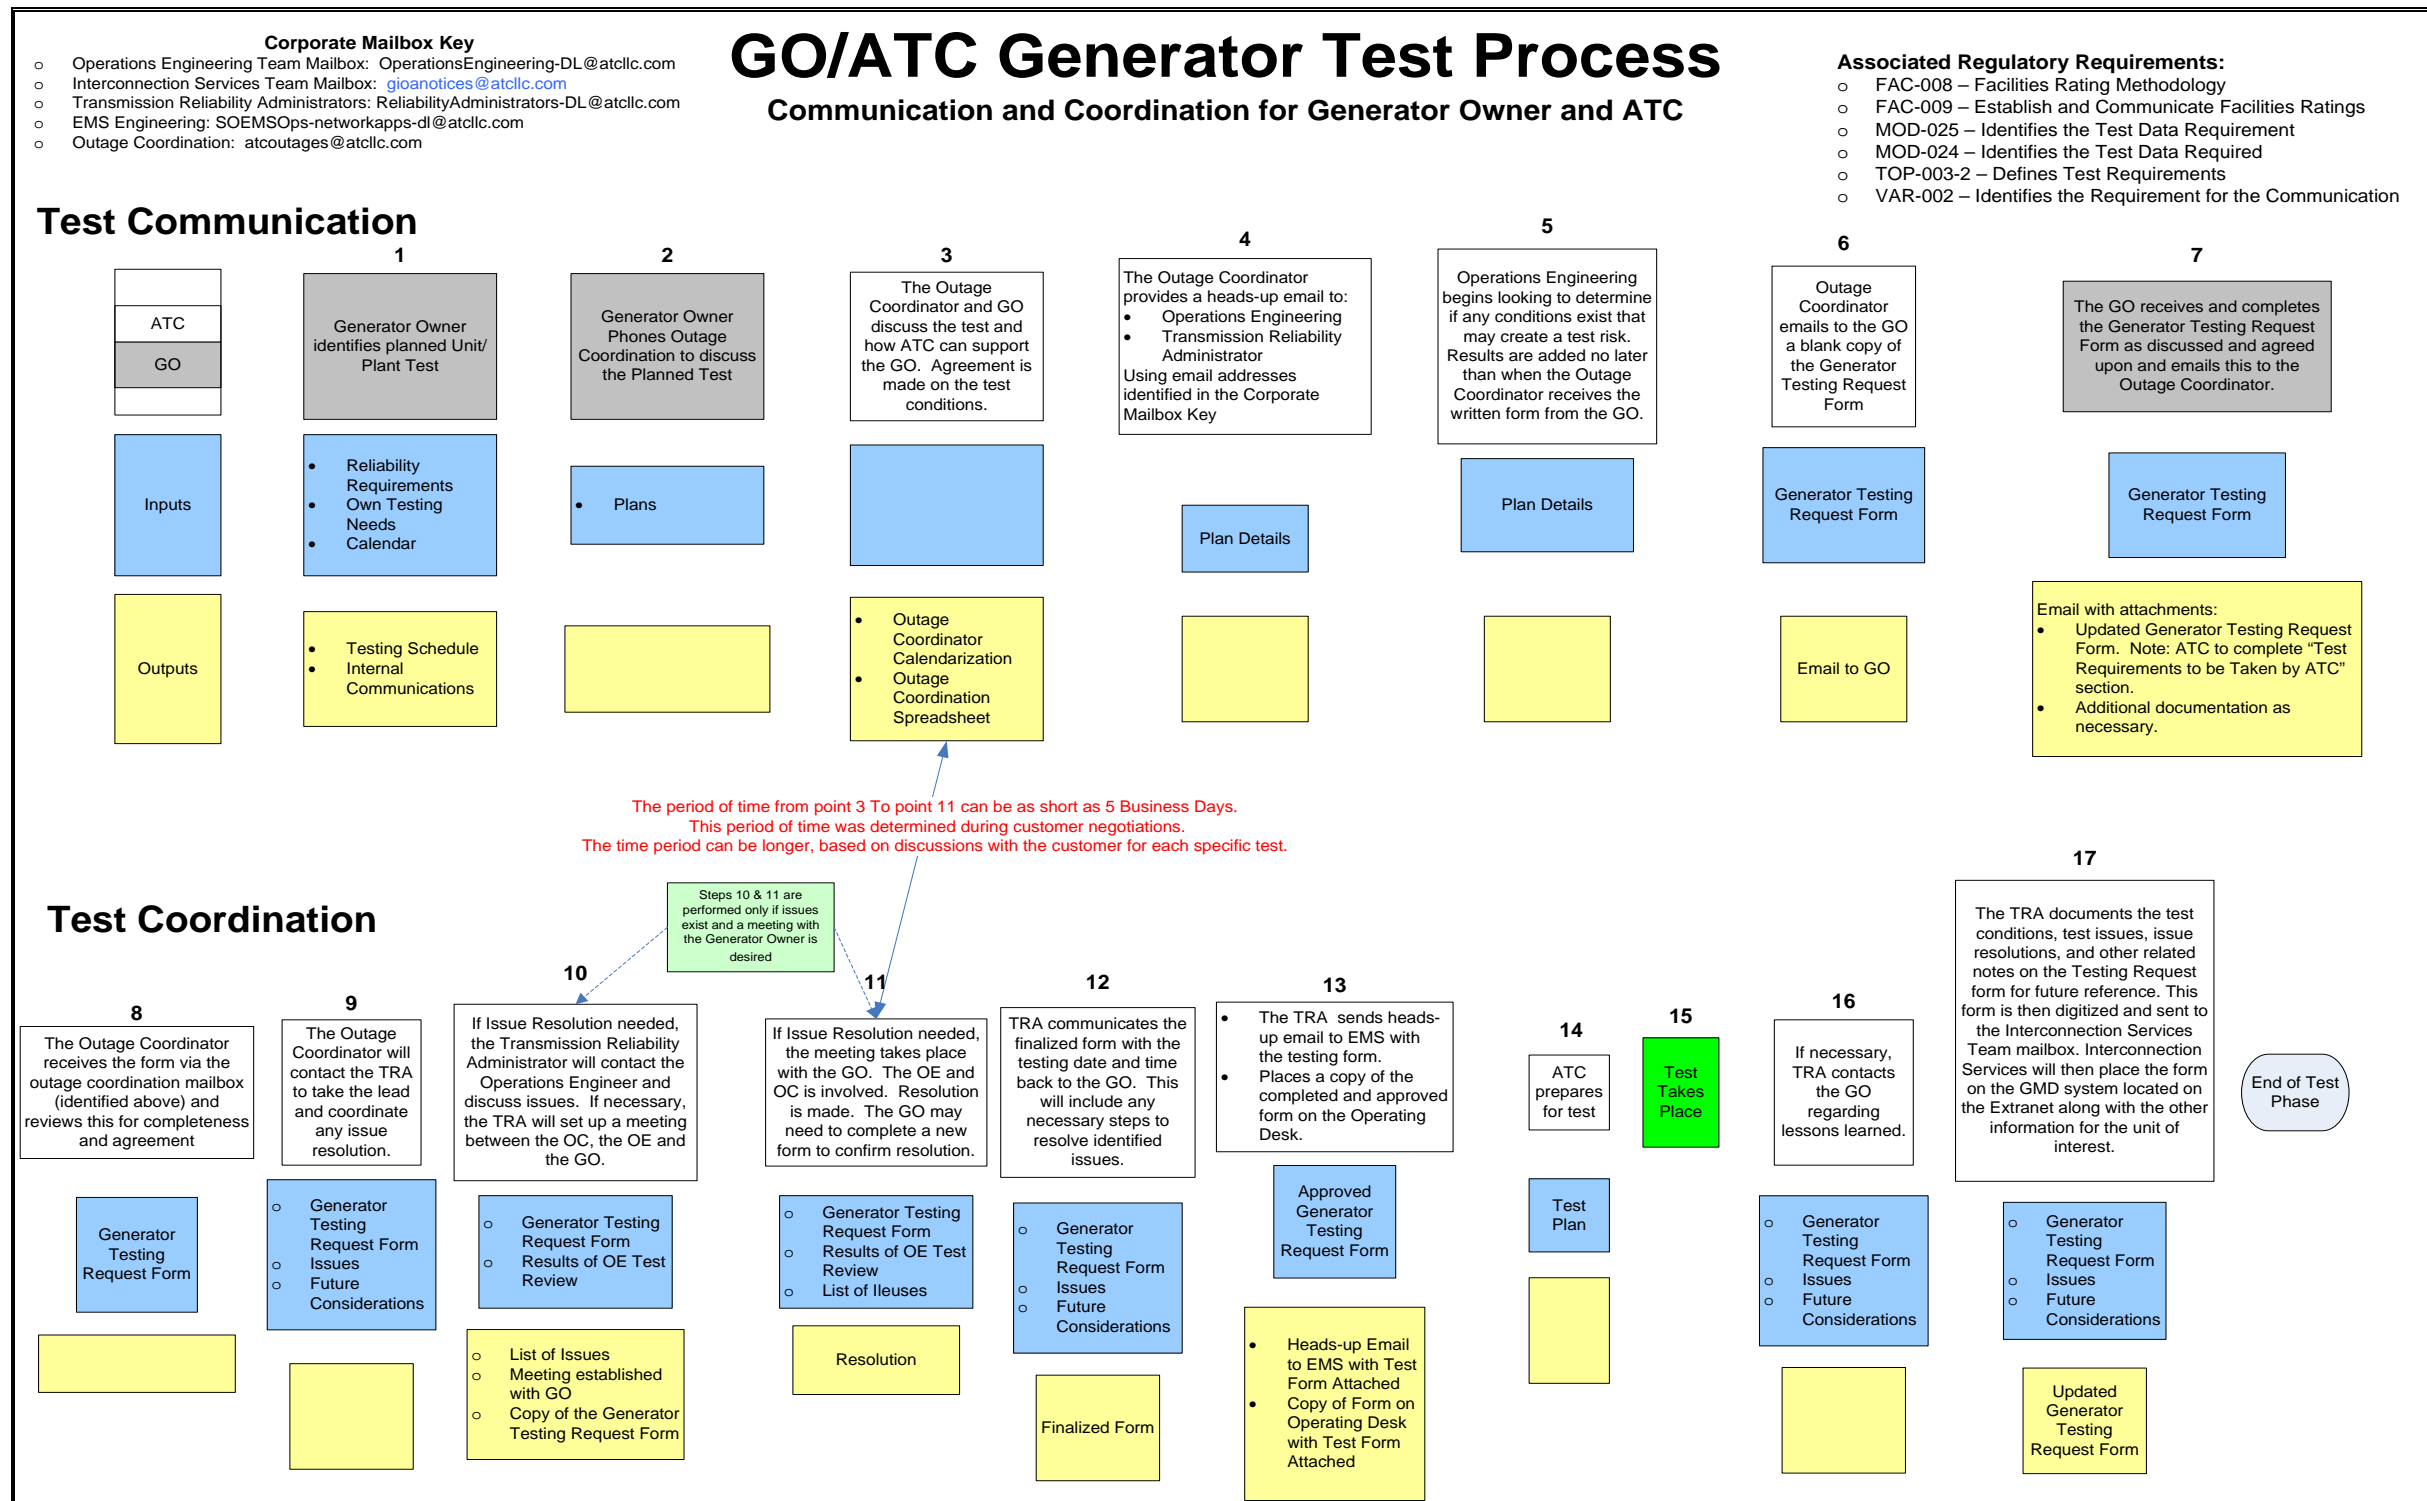 Corporate Mailbox Key
o Operations Engineering Team Mailbox: OperationsEngineering-DL@atcllc.com
o Interconnection Services Team Mailbox: gioanotices@atcllc.com
o Transmission Reliability Administrators: ReliabilityAdministrators-DL@atcllc.com
o EMS Engineering: SOEMSOps-networkapps-dl@atcllc.com
o Outage Coordination: atcoutages@atcllc.com
GO/ATC Generator Test Process
Communication and Coordination for Generator Owner and ATC
Associated Regulatory Requirements:
o FAC-008 – Facilities Rating Methodology
o FAC-009 – Establish and Communicate Facilities Ratings
o MOD-025 – Identifies the Test Data Requirement
o MOD-024 – Identifies the Test Data Required
o TOP-003-2 – Defines Test Requirements
o VAR-002 – Identifies the Requirement for the Communication
Test Communication
ATC
GO
Inputs
Outputs
1
Generator Owner
identifies planned Unit/
Plant Test
• Reliability
Requirements
• Own Testing
Needs
• Calendar
• Testing Schedule
• Internal
Communications
2
Generator Owner
Phones Outage
Coordination to discuss
the Planned Test
• Plans
3
The Outage
Coordinator and GO
discuss the test and
how ATC can support
the GO. Agreement is
made on the test
conditions.
• Outage
Coordinator
Calendarization
• Outage
Coordination
Spreadsheet
4
The Outage Coordinator
provides a heads-up email to:
• Operations Engineering
• Transmission Reliability
Administrator
Using email addresses
identified in the Corporate
Mailbox Key
Plan Details
5
Operations Engineering
begins looking to determine
if any conditions exist that
may create a test risk.
Results are added no later
than when the Outage
Coordinator receives the
written form from the GO.
Plan Details
6
Outage
Coordinator
emails to the GO
a blank copy of
the Generator
Testing Request
Form
Generator Testing
Request Form
Email to GO
7
The GO receives and completes
the Generator Testing Request
Form as discussed and agreed
upon and emails this to the
Outage Coordinator.
Generator Testing
Request Form
Email with attachments:
• Updated Generator Testing Request
Form. Note: ATC to complete “Test
Requirements to be Taken by ATC”
section.
• Additional documentation as
necessary.
The period of time from point 3 To point 11 can be as short as 5 Business Days.
This period of time was determined during customer negotiations.
The time period can be longer, based on discussions with the customer for each specific test.
Test Coordination
Steps 10 & 11 are
performed only if issues
exist and a meeting with
the Generator Owner is
desired
8
The Outage Coordinator
receives the form via the
outage coordination mailbox
(identified above) and
reviews this for completeness
and agreement
Generator
Testing
Request Form
9
The Outage
Coordinator will
contact the TRA
to take the lead
and coordinate
any issue
resolution.
o Generator
Testing
Request Form
o Issues
o Future
Considerations
10
If Issue Resolution needed,
the Transmission Reliability
Administrator will contact the
Operations Engineer and
discuss issues. If necessary,
the TRA will set up a meeting
between the OC, the OE and
the GO.
o Generator Testing
Request Form
o Results of OE Test
Review
o List of Issues
o Meeting established
with GO
o Copy of the Generator
Testing Request Form
11
If Issue Resolution needed,
the meeting takes place
with the GO. The OE and
OC is involved. Resolution
is made. The GO may
need to complete a new
form to confirm resolution.
o Generator Testing
Request Form
o Results of OE Test
Review
o List of Ileuses
Resolution
12
TRA communicates the
finalized form with the
testing date and time
back to the GO. This
will include any
necessary steps to
resolve identified
issues.
o Generator
Testing
Request Form
o Issues
o Future
Considerations
Finalized Form
13
• The TRA sends heads-
up email to EMS with
the testing form.
• Places a copy of the
completed and approved
form on the Operating
Desk.
Approved
Generator
Testing
Request Form
• Heads-up Email
to EMS with Test
Form Attached
• Copy of Form on
Operating Desk
with Test Form
Attached
14
ATC
prepares
for test
Test
Plan
15
Test
Takes
Place
16
If necessary,
TRA contacts
the GO
regarding
lessons learned.
o Generator
Testing
Request Form
o Issues
o Future
Considerations
17
The TRA documents the test
conditions, test issues, issue
resolutions, and other related
notes on the Testing Request
form for future reference. This
form is then digitized and sent to
the Interconnection Services
Team mailbox. Interconnection
Services will then place the form
on the GMD system located on
the Extranet along with the other
information for the unit of
interest.
o Generator
Testing
Request Form
o Issues
o Future
Considerations
Updated
Generator
Testing
Request Form
End of Test
Phase